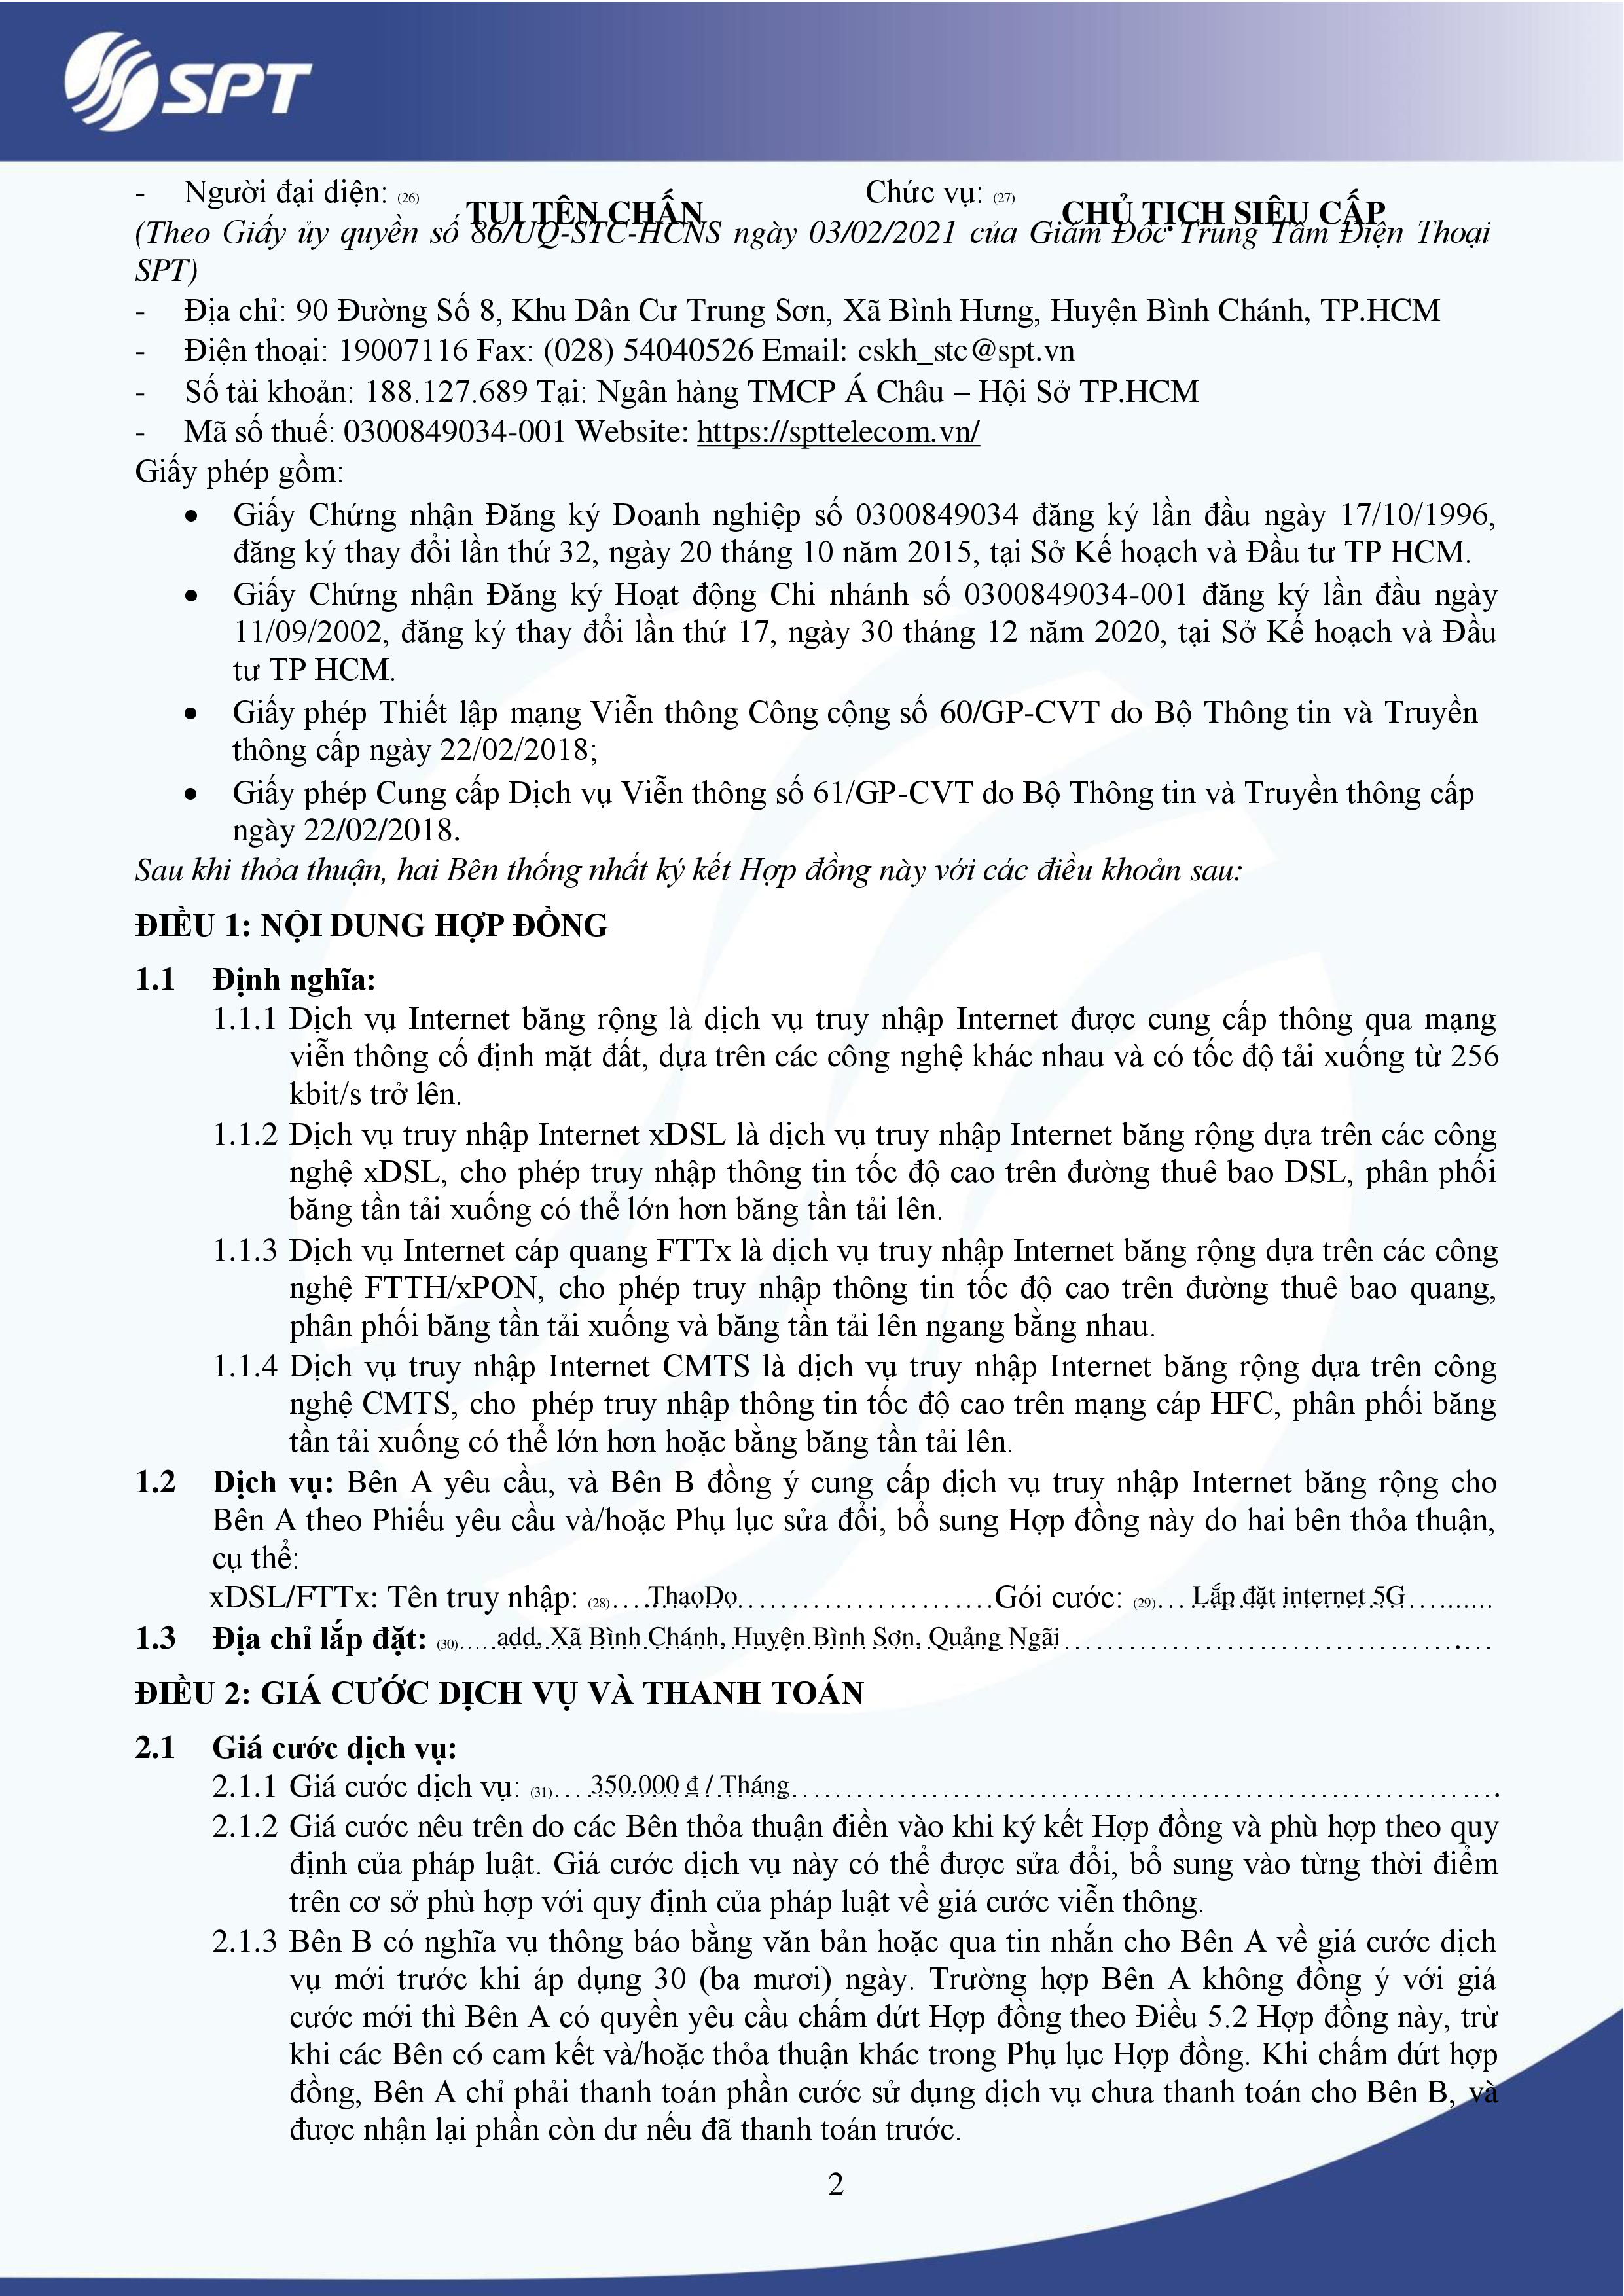 SPT
- Người đại diện: (26) TUI TÊN CHẤN Chức vụ: (27) CHỦ TỊCH SIÊU CẤP
(Theo Giấy ủy quyền số 86/UQ-STC-HCNS ngày 03/02/2021 của Giám Đốc Trung Tâm Điện Thoại
SPT)
- Địa chỉ: 90 Đường Số 8, Khu Dân Cư Trung Sơn, Xã Bình Hưng, Huyện Bình Chánh, TP.HCM
- Điện thoại: 19007116 Fax: (028) 54040526 Email: cskh_stc@spt.vn
- Số tài khoản: 188.127.689 Tại: Ngân hàng TMCP Á Châu – Hội Sở TP.HCM
- Mã số thuế: 0300849034-001 Website: https://spttelecom.vn/
Giấy phép gồm:
• Giấy Chứng nhận Đăng ký Doanh nghiệp số 0300849034 đăng ký lần đầu ngày 17/10/1996,
đăng ký thay đổi lần thứ 32, ngày 20 tháng 10 năm 2015, tại Sở Kế hoạch và Đầu tư TP HCM.
• Giấy Chứng nhận Đăng ký Hoạt động Chi nhánh số 0300849034-001 đăng ký lần đầu ngày
11/09/2002, đăng ký thay đổi lần thứ 17, ngày 30 tháng 12 năm 2020, tại Sở Kế hoạch và Đầu
tư TP HCM.
• Giấy phép Thiết lập mạng Viễn thông Công cộng số 60/GP-CVT do Bộ Thông tin và Truyền
thông cấp ngày 22/02/2018;
• Giấy phép Cung cấp Dịch vụ Viễn thông số 61/GP-CVT do Bộ Thông tin và Truyền thông cấp
ngày 22/02/2018.
Sau khi thỏa thuận, hai Bên thống nhất ký kết Hợp đồng này với các điều khoản sau:
ĐIỀU 1: NỘI DUNG HỢP ĐỒNG
1.1 Định nghĩa:
1.1.1 Dịch vụ Internet băng rộng là dịch vụ truy nhập Internet được cung cấp thông qua mạng
viễn thông cố định mặt đất, dựa trên các công nghệ khác nhau và có tốc độ tải xuống từ 256
kbit/s trở lên.
1.1.2 Dịch vụ truy nhập Internet xDSL là dịch vụ truy nhập Internet băng rộng dựa trên các công
nghệ xDSL, cho phép truy nhập thông tin tốc độ cao trên đường thuê bao DSL, phân phối
băng tần tải xuống có thể lớn hơn băng tần tải lên.
1.1.3 Dịch vụ Internet cáp quang FTTx là dịch vụ truy nhập Internet băng rộng dựa trên các công
nghệ FTTH/xPON, cho phép truy nhập thông tin tốc độ cao trên đường thuê bao quang,
phân phối băng tần tải xuống và băng tần tải lên ngang bằng nhau.
1.1.4 Dịch vụ truy nhập Internet CMTS là dịch vụ truy nhập Internet băng rộng dựa trên công
nghệ CMTS, cho phép truy nhập thông tin tốc độ cao trên mạng cáp HFC, phân phối băng
tần tải xuống có thể lớn hơn hoặc bằng băng tần tải lên.
1.2 Dịch vụ: Bên A yêu cầu, và Bên B đồng ý cung cấp dịch vụ truy nhập Internet băng rộng cho
Bên A theo Phiếu yêu cầu và/hoặc Phụ lục sửa đổi, bổ sung Hợp đồng này do hai bên thỏa thuận,
cụ thể:
xDSL/FTTx: Tên truy nhập: (28)....ThaoDo..............................Gói cước: (29)...Lắp đặt internet 5G..........
1.3 Địa chỉ lắp đặt: (30).....add, Xã Bình Chánh, Huyện Bình Sơn, Quảng Ngãi.....................................
ĐIỀU 2: GIÁ CƯỚC DỊCH VỤ VÀ THANH TOÁN
2.1 Giá cước dịch vụ:
2.1.1 Giá cước dịch vụ: (31)....350.000 ₫ / Tháng.................................................................
2.1.2 Giá cước nêu trên do các Bên thỏa thuận điền vào khi ký kết Hợp đồng và phù hợp theo quy
định của pháp luật. Giá cước dịch vụ này có thể được sửa đổi, bổ sung vào từng thời điểm
trên cơ sở phù hợp với quy định của pháp luật về giá cước viễn thông.
2.1.3 Bên B có nghĩa vụ thông báo bằng văn bản hoặc qua tin nhắn cho Bên A về giá cước dịch
vụ mới trước khi áp dụng 30 (ba mươi) ngày. Trường hợp Bên A không đồng ý với giá
cước mới thì Bên A có quyền yêu cầu chấm dứt Hợp đồng theo Điều 5.2 Hợp đồng này, trừ
khi các Bên có cam kết và/hoặc thỏa thuận khác trong Phụ lục Hợp đồng. Khi chấm dứt hợp
đồng, Bên A chỉ phải thanh toán phần cước sử dụng dịch vụ chưa thanh toán cho Bên B, và
được nhận lại phần còn dư nếu đã thanh toán trước.
2